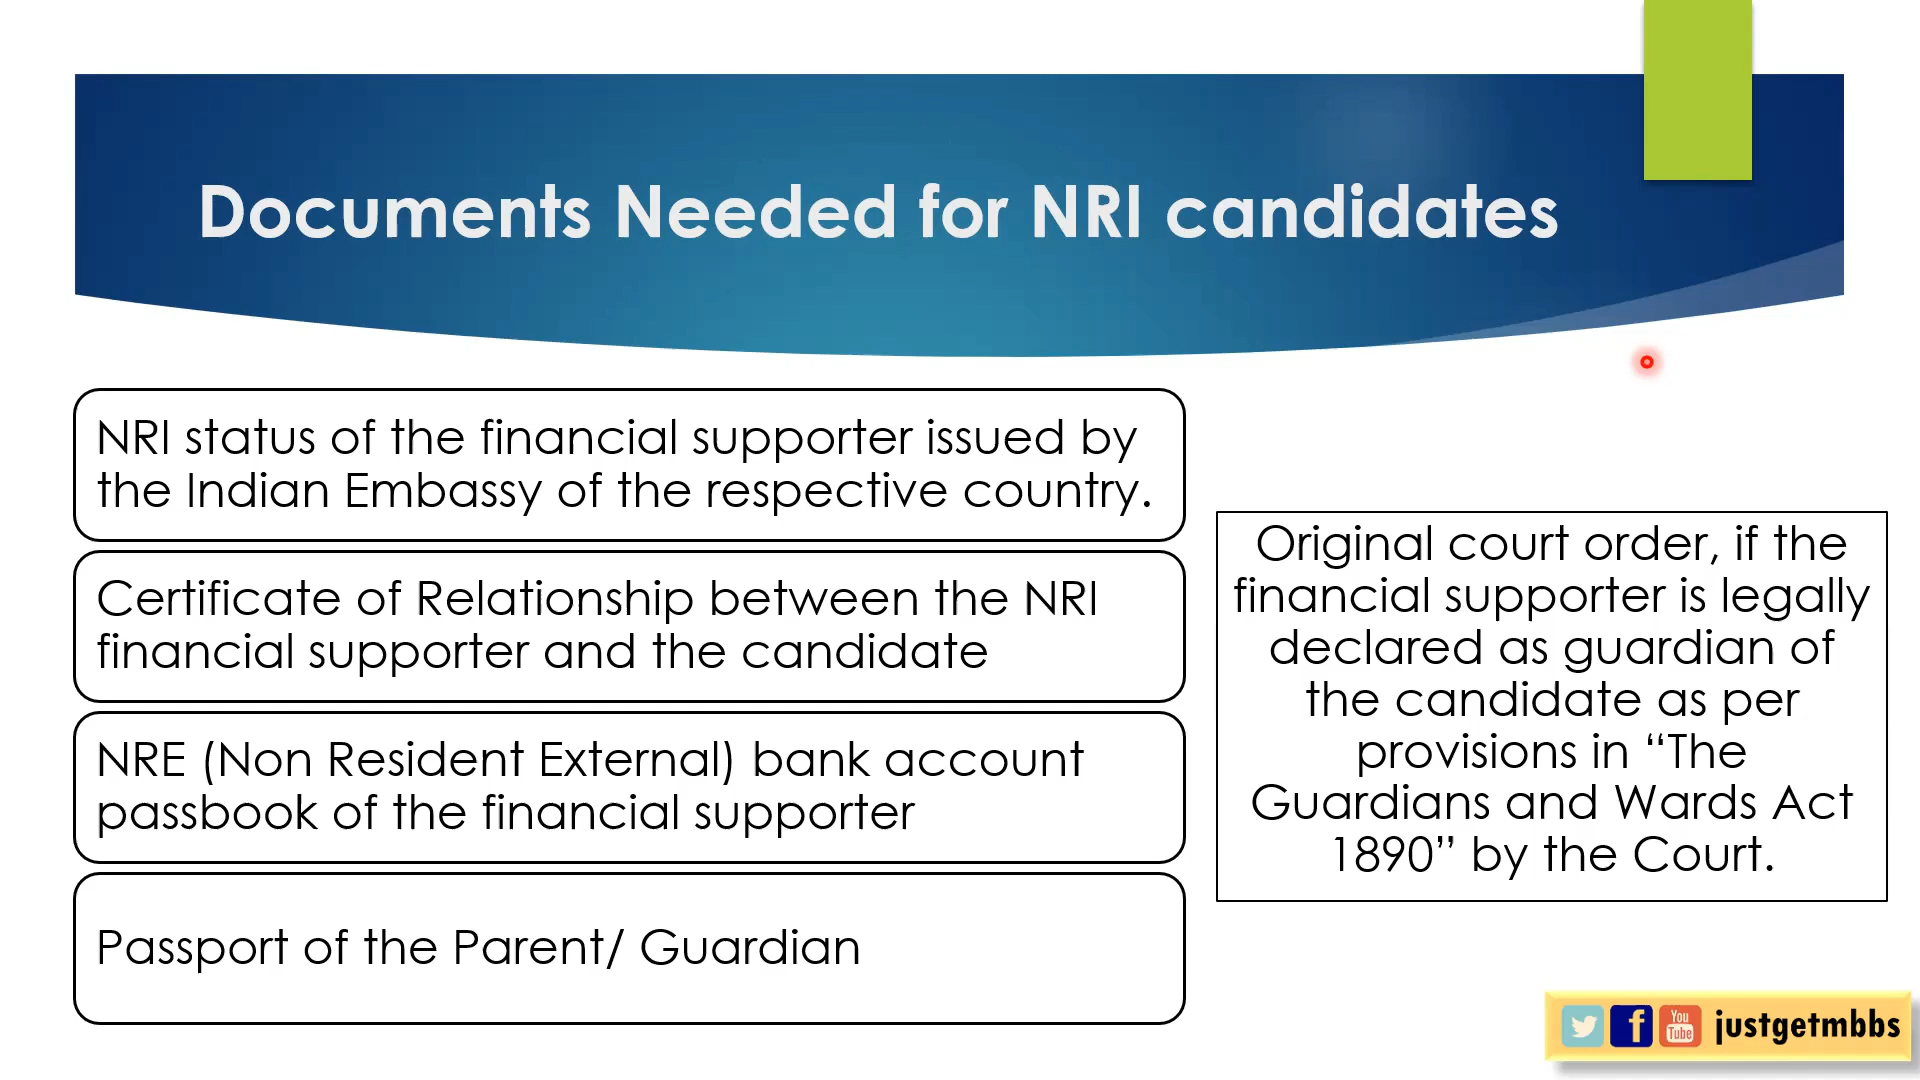 Documents Needed for NRI candidates
NRI status of the financial supporter issued by
the Indian Embassy of the respective country.
Certificate of Relationship between the NRI
financial supporter and the candidate
NRE (Non Resident External) bank account
passbook of the financial supporter
Passport of the Parent/ Guardian
Original court order, if the
financial supporter is legally
declared as guardian of
the candidate as per
provisions in “The
Guardians and Wards Act
1890” by the Court.
You
Tube
justgetmbbs